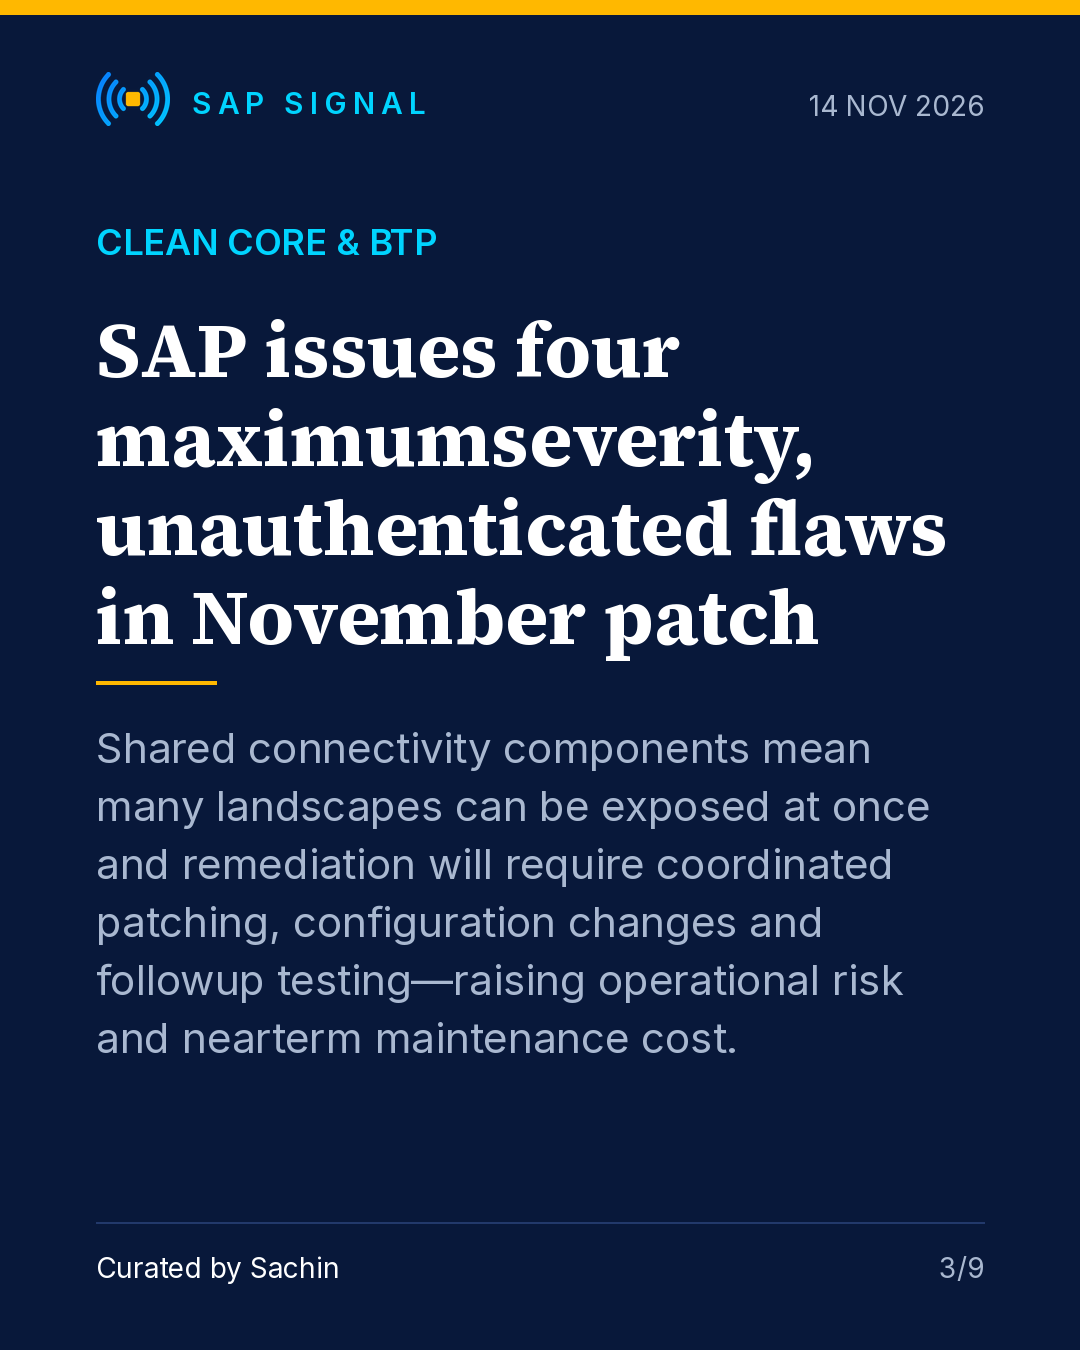 SAP SIGNAL
14 NOV 2026
CLEAN CORE & BTP
SAP issues four
maximumseverity,
unauthenticated flaws
in November patch
Shared connectivity components mean
many landscapes can be exposed at once
and remediation will require coordinated
patching, configuration changes and
followup testing—raising operational risk
and nearterm maintenance cost.
Curated by Sachin
3/9